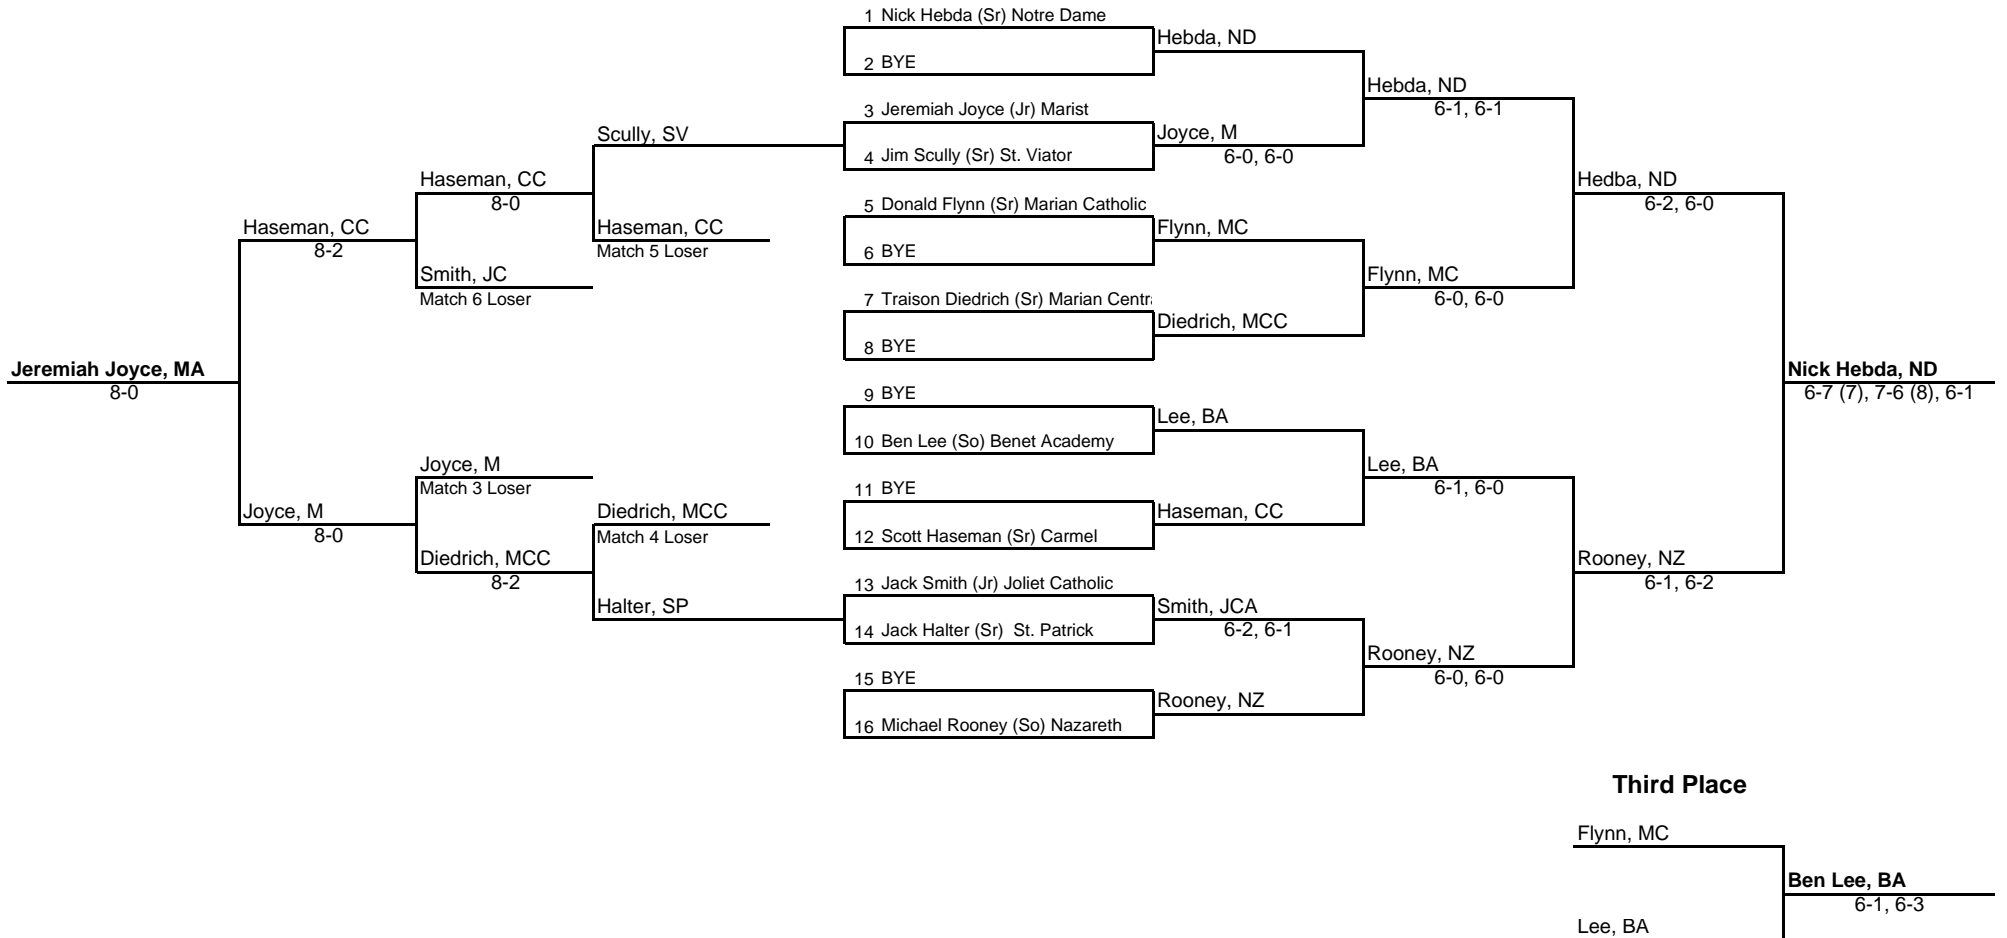 1 Nick Hebda (Sr) Notre Dame
Hebda, ND
2 BYE
Hebda, ND
6-1, 6-1
3 Jeremiah Joyce (Jr) Marist
Scully, SV
Joyce, M
4 Jim Scully (Sr) St. Viator
6-0, 6-0
Haseman, CC
8-0
Hedba, ND
6-2, 6-0
5 Donald Flynn (Sr) Marian Catholic
Haseman, CC
8-2
Haseman, CC
Match 5 Loser
Flynn, MC
6 BYE
Smith, JC
Match 6 Loser
Flynn, MC
6-0, 6-0
7 Traison Diedrich (Sr) Marian Centr
Diedrich, MCC
8 BYE
Jeremiah Joyce, MA
8-0
Nick Hebda, ND
6-7 (7), 7-6 (8), 6-1
9 BYE
Lee, BA
10 Ben Lee (So) Benet Academy
Joyce, M
Match 3 Loser
Lee, BA
6-1, 6-0
11 BYE
Joyce, M
8-0
Diedrich, MCC
Match 4 Loser
Haseman, CC
12 Scott Haseman (Sr) Carmel
Diedrich, MCC
8-2
Rooney, NZ
6-1, 6-2
13 Jack Smith (Jr) Joliet Catholic
Halter, SP
Smith, JCA
14 Jack Halter (Sr) St. Patrick
6-2, 6-1
Rooney, NZ
6-0, 6-0
15 BYE
Rooney, NZ
16 Michael Rooney (So) Nazareth
Third Place
Flynn, MC
Ben Lee, BA
6-1, 6-3
Lee, BA